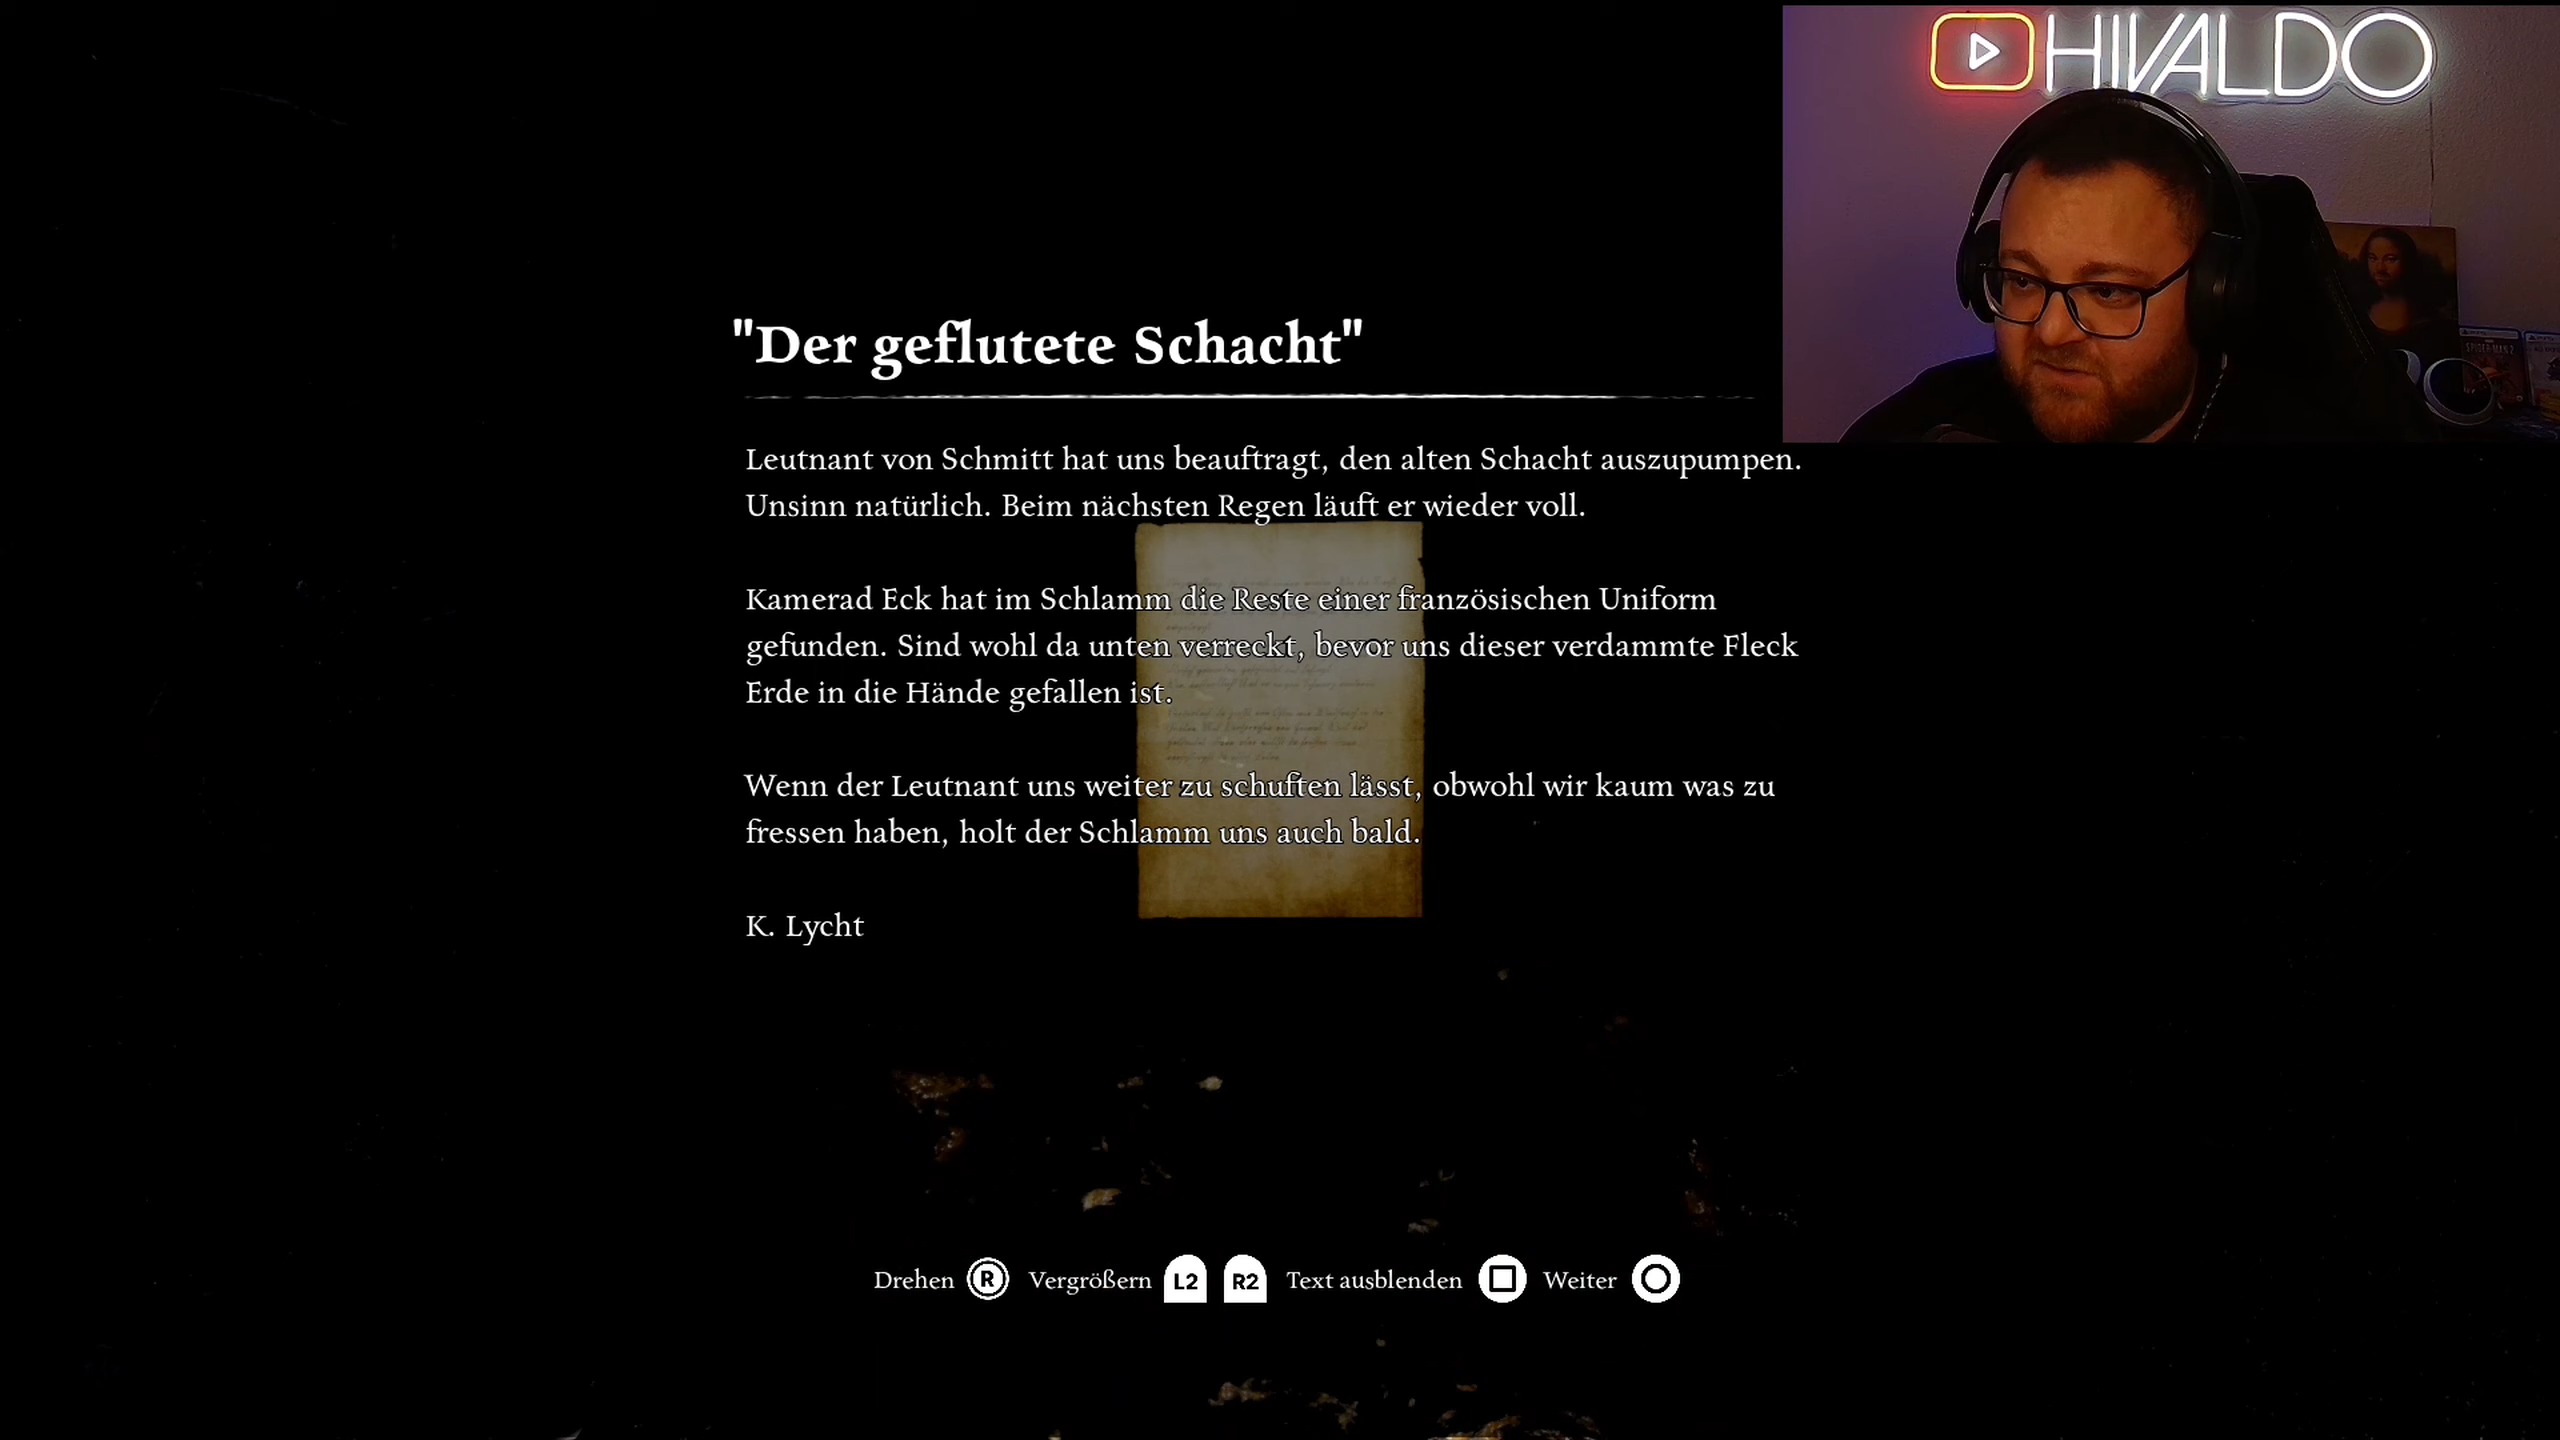 HIVALDO
"Der geflutete Schacht"
Leutnant von Schmitt hat uns beauftragt, den alten Schacht auszupumpen.
Unsinn natürlich. Beim nächsten Regen läuft er wieder voll.
Kamerad Eck hat im Schlamm die Reste einer französischen Uniform
gefunden. Sind wohl da unten verreckt, bevor uns dieser verdammte Fleck
Erde in die Hände gefallen ist.
Wenn der Leutnant uns weiter zu schuften lässt, obwohl wir kaum was zu
fressen haben, holt der Schlamm uns auch bald.
K. Lycht
Drehen R Vergrößern L2 R2 Text ausblenden Weiter